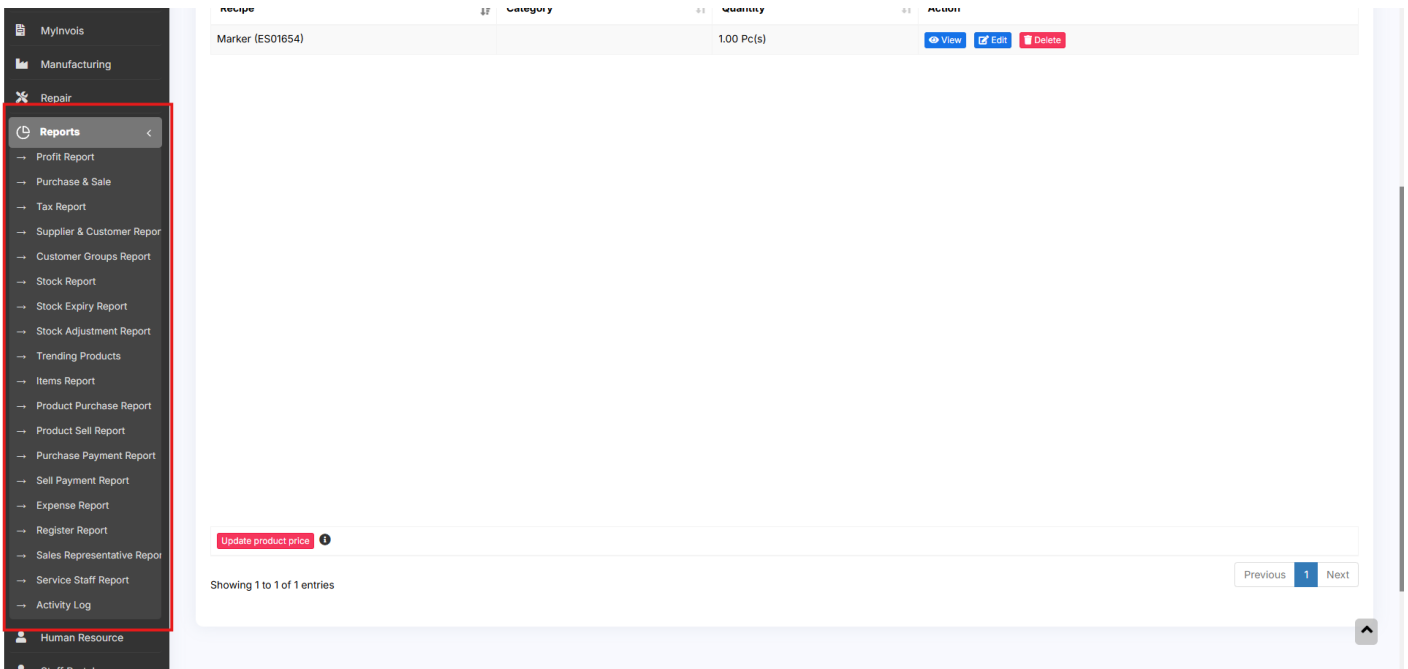 Recipe Category Quantity Action
MyInvois
Marker (ES01654) 1.00 Pc(s) View Edit Delete
Manufacturing
Repair
Reports
→ Profit Report
→ Purchase & Sale
→ Tax Report
→ Supplier & Customer Repor
→ Customer Groups Report
→ Stock Report
→ Stock Expiry Report
→ Stock Adjustment Report
→ Trending Products
→ Items Report
→ Product Purchase Report
→ Product Sell Report
→ Purchase Payment Report
→ Sell Payment Report
→ Expense Report
→ Register Report
→ Sales Representative Repor
→ Service Staff Report
→ Activity Log
Human Resource
Update product price
Showing 1 to 1 of 1 entries
Previous 1 Next